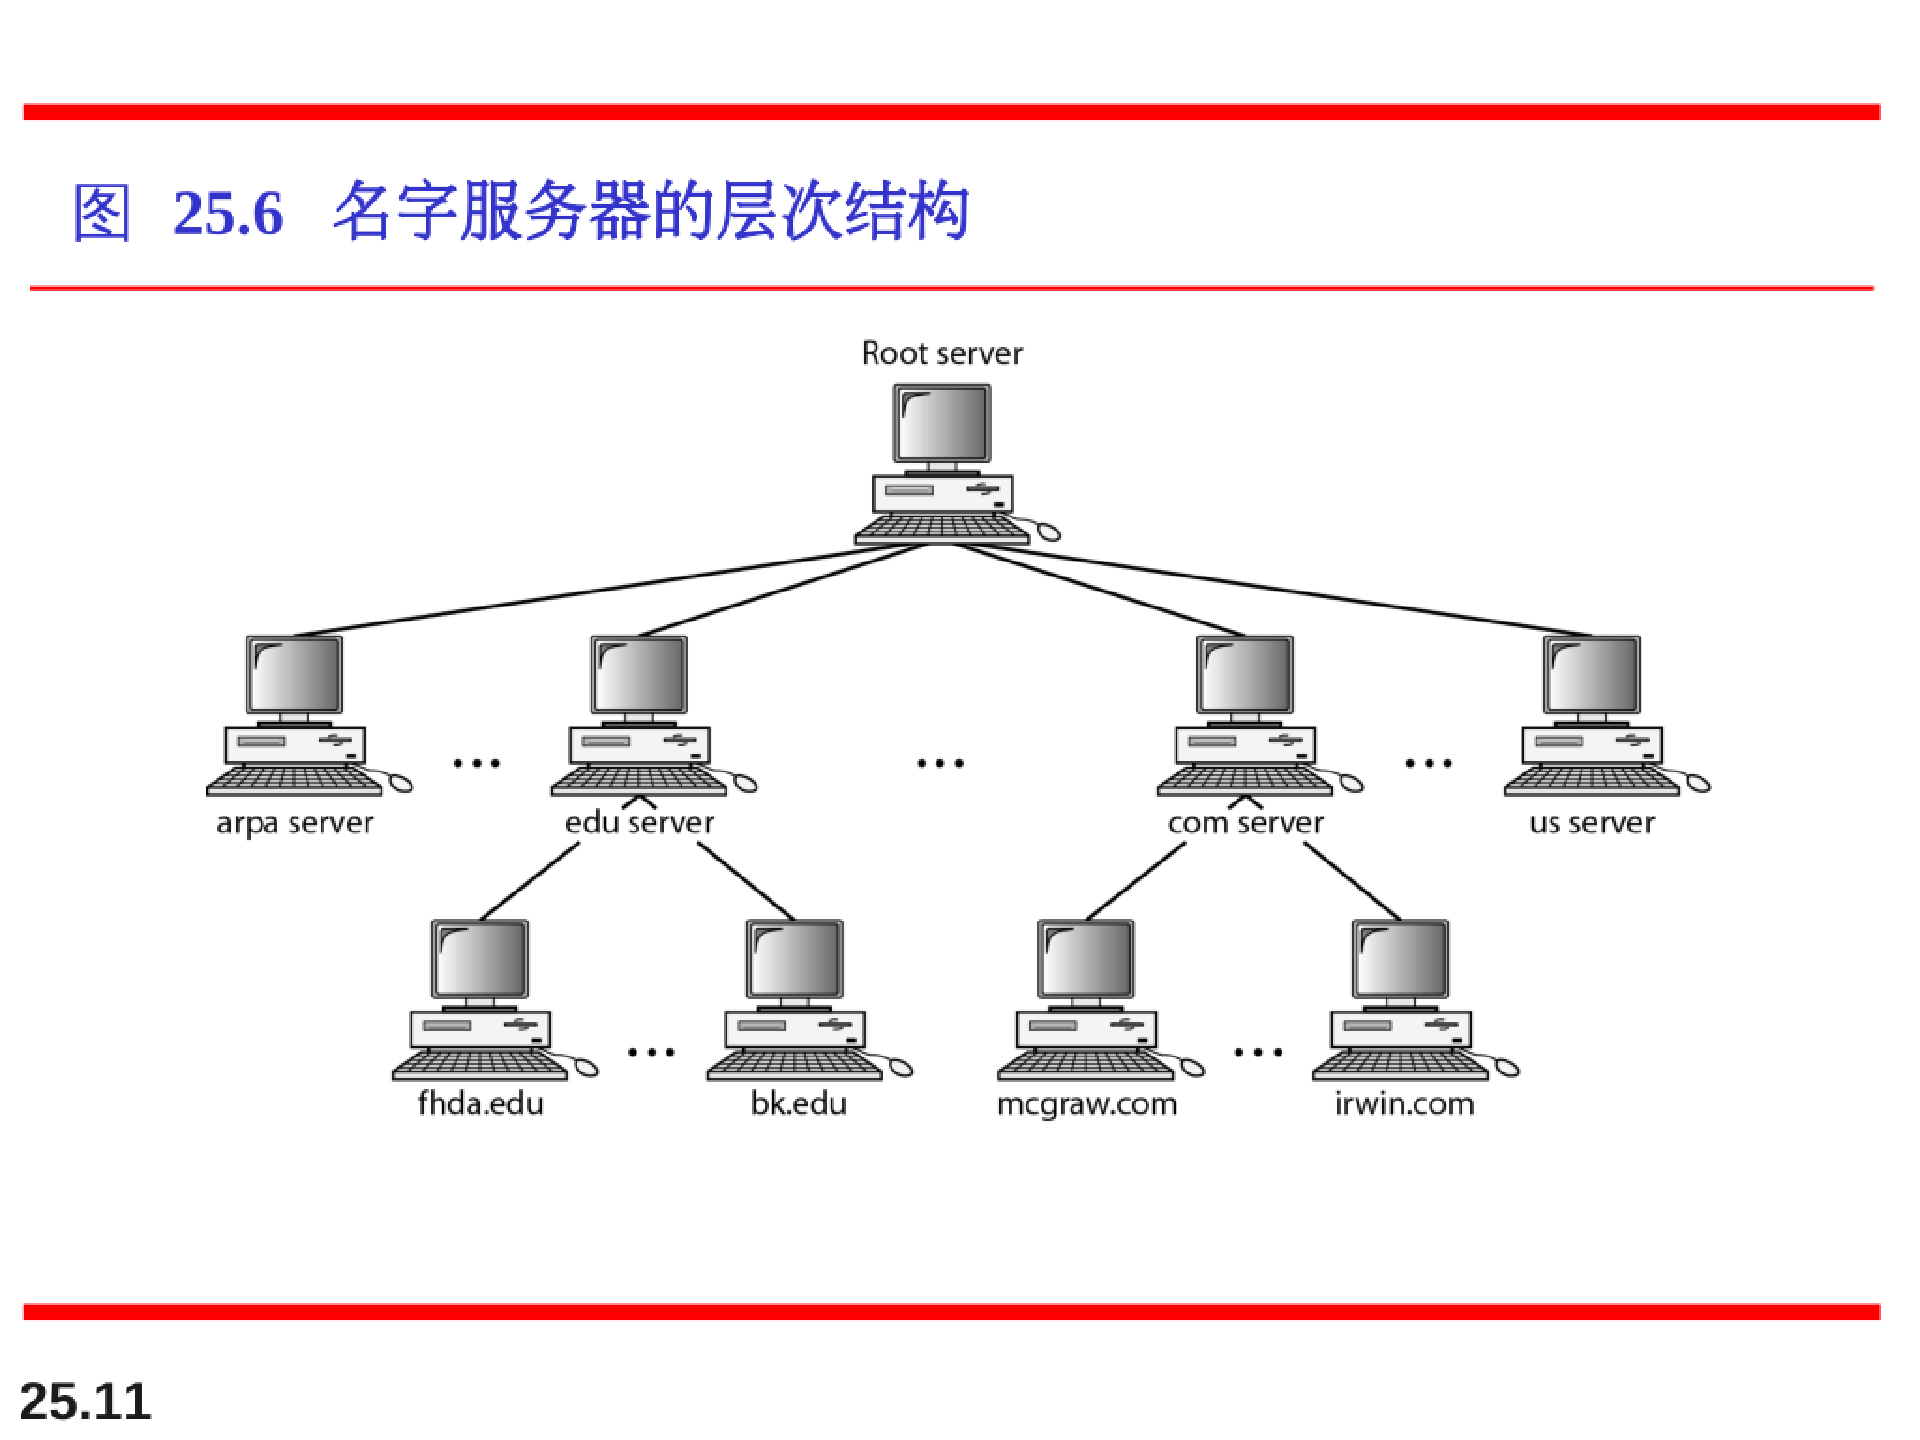 图 25.6 名字服务器的层次结构
Root server
arpa server
edu server
com server
us server
fhda.edu
bk.edu
mcgraw.com
irwin.com
25.11